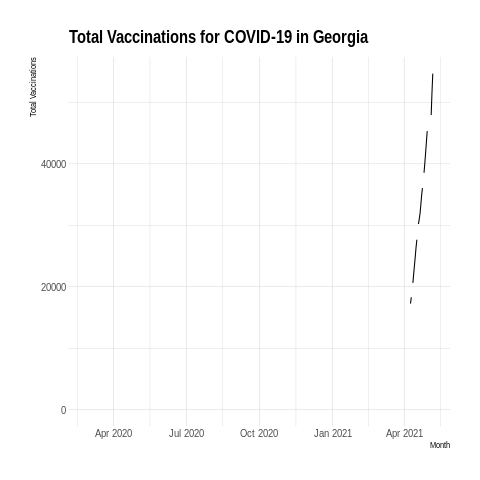 Total Vaccinations for COVID-19 in Georgia
Total Vaccinations
40000
20000
0
Apr 2020 Jul 2020 Oct 2020 Jan 2021 Apr 2021
Month